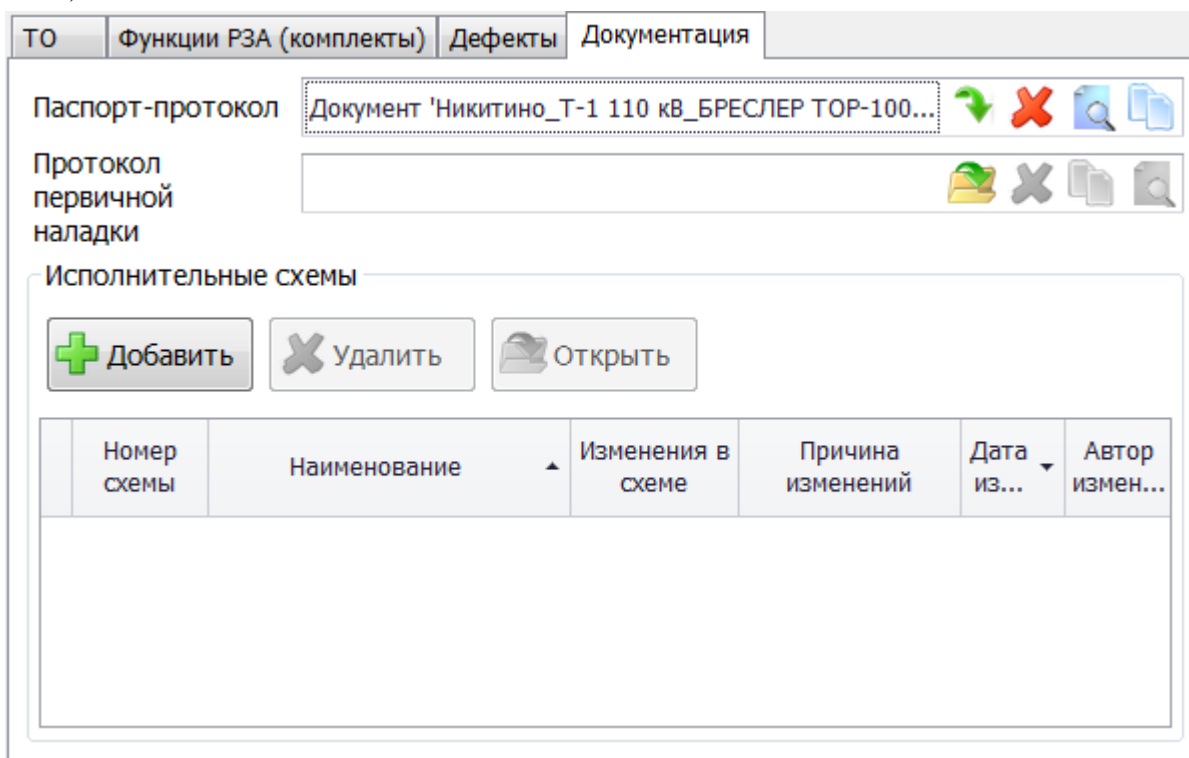 ТО Функции РЗА (комплекты) Дефекты Документация
Паспорт-протокол Документ 'Никитино_Т-1 110 кВ_БРЕСЛЕР ТОР-100...
Протокол
первичной
наладки
Исполнительные схемы
Добавить Удалить Открыть
Номер
схемы
Наименование
Изменения в
схеме
Причина
изменений
Дата
из...
Автор
измен...